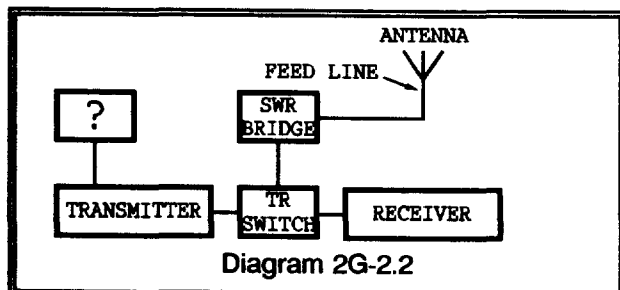 ANTENNA
FEED LINE
?
SWR
BRIDGE
TRANSMITTER
TR
SWITCH
RECEIVER
Diagram 2G-2.2